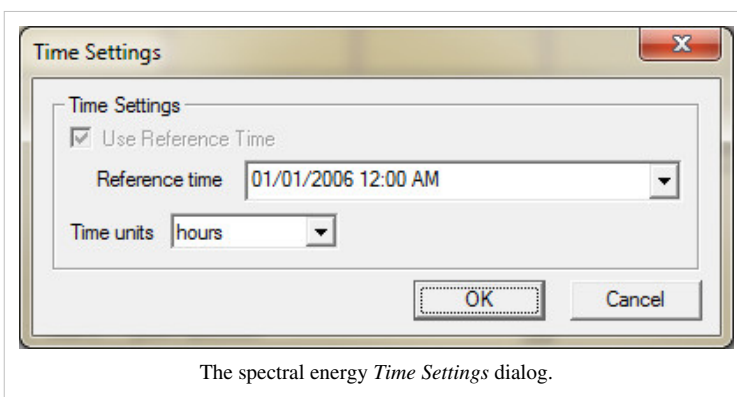 Time Settings
Time Settings
Use Reference Time
Reference time 01/01/2006 12:00 AM
Time units hours
OK Cancel
The spectral energy Time Settings dialog.